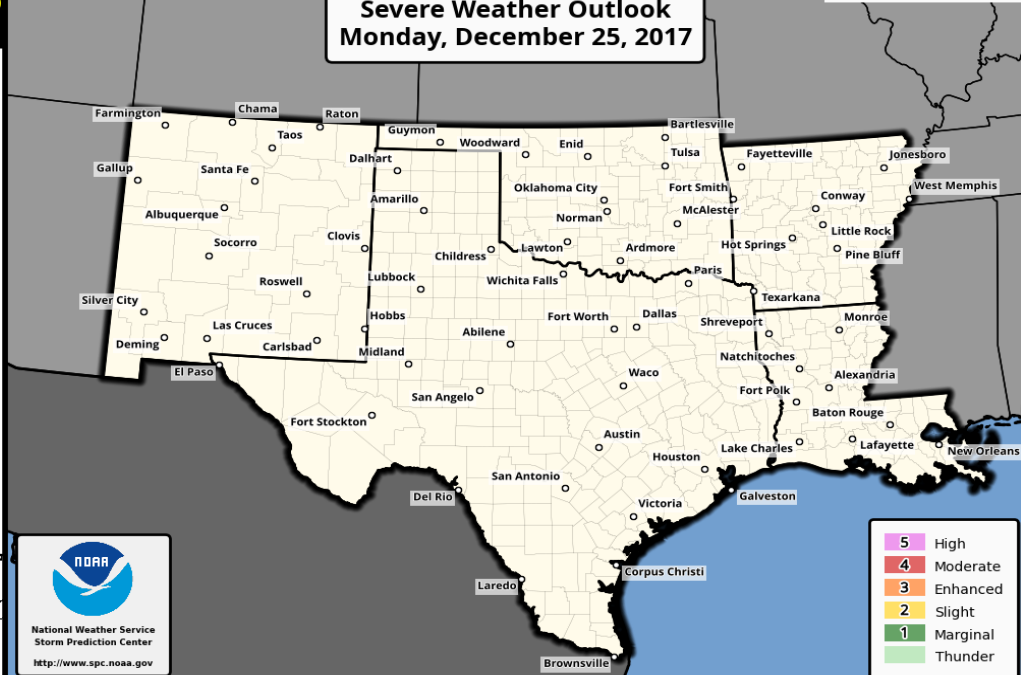 Severe Weather Outlook
Monday, December 25, 2017
Farmington
Chama
Raton
Taos
Gallup
Santa Fe
Albuquerque
Socorro
Clovis
Roswell
Silver City
Las Cruces
Deming
Carlsbad
Hobbs
Guymon
Woodward
Enid
Bartlesville
Tulsa
Oklahoma City
Norman
McAlester
Lawton
Ardmore
Fayetteville
Jonesboro
Fort Smith
West Memphis
Conway
Little Rock
Hot Springs
Pine Bluff
Texarkana
Dalhart
Amarillo
Childress
Lubbock
Wichita Falls
Paris
Fort Worth
Dallas
Abilene
Midland
El Paso
San Angelo
Waco
Fort Stockton
Austin
Houston
San Antonio
Del Rio
Galveston
Victoria
Laredo
Corpus Christi
Brownsville
Shreveport
Monroe
Natchitoches
Alexandria
Fort Polk
Baton Rouge
Lake Charles
Lafayette
New Orleans
NOAA
National Weather Service
Storm Prediction Center
http://www.spc.noaa.gov
5 High
4 Moderate
3 Enhanced
2 Slight
1 Marginal
Thunder